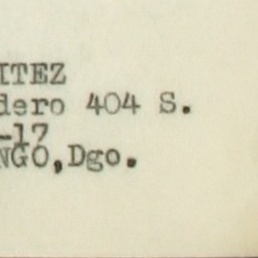 ITEZ
dero 404 S.
-17
NGO, Dgo.